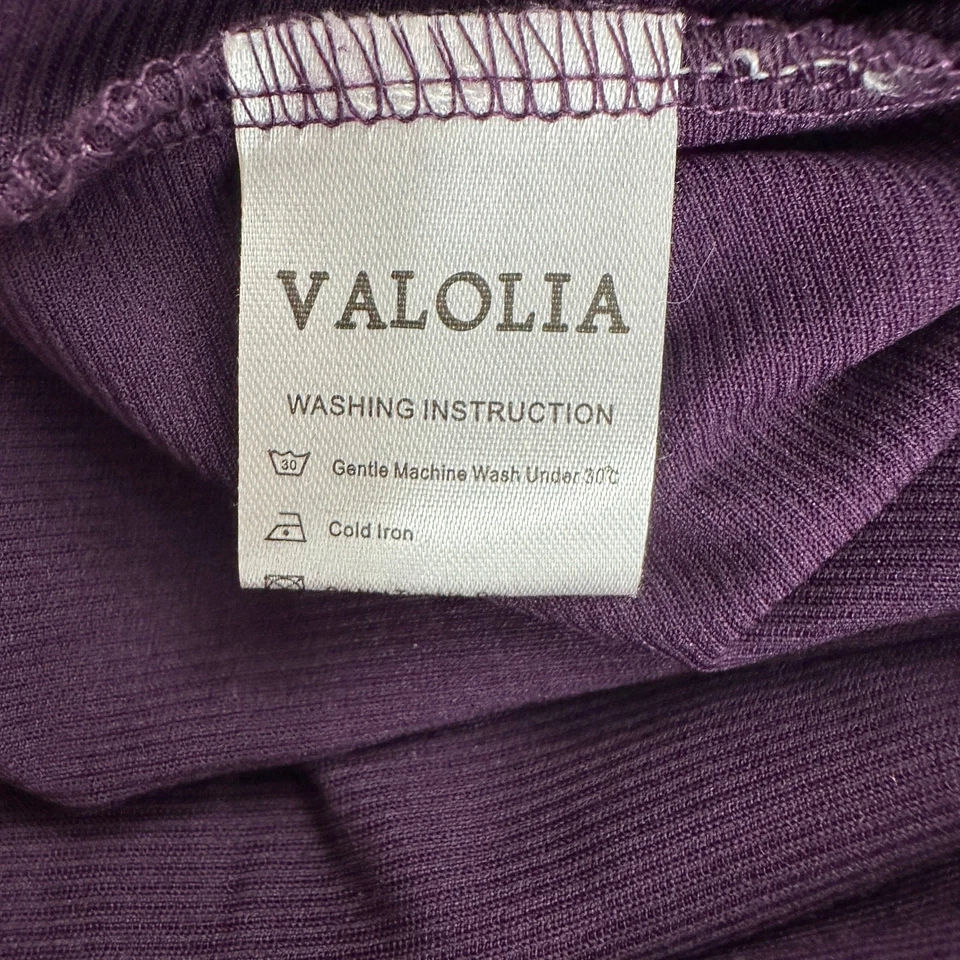 VALOLIA
WASHING INSTRUCTION
30 Gentle Machine Wash Under 30℃
Cold Iron